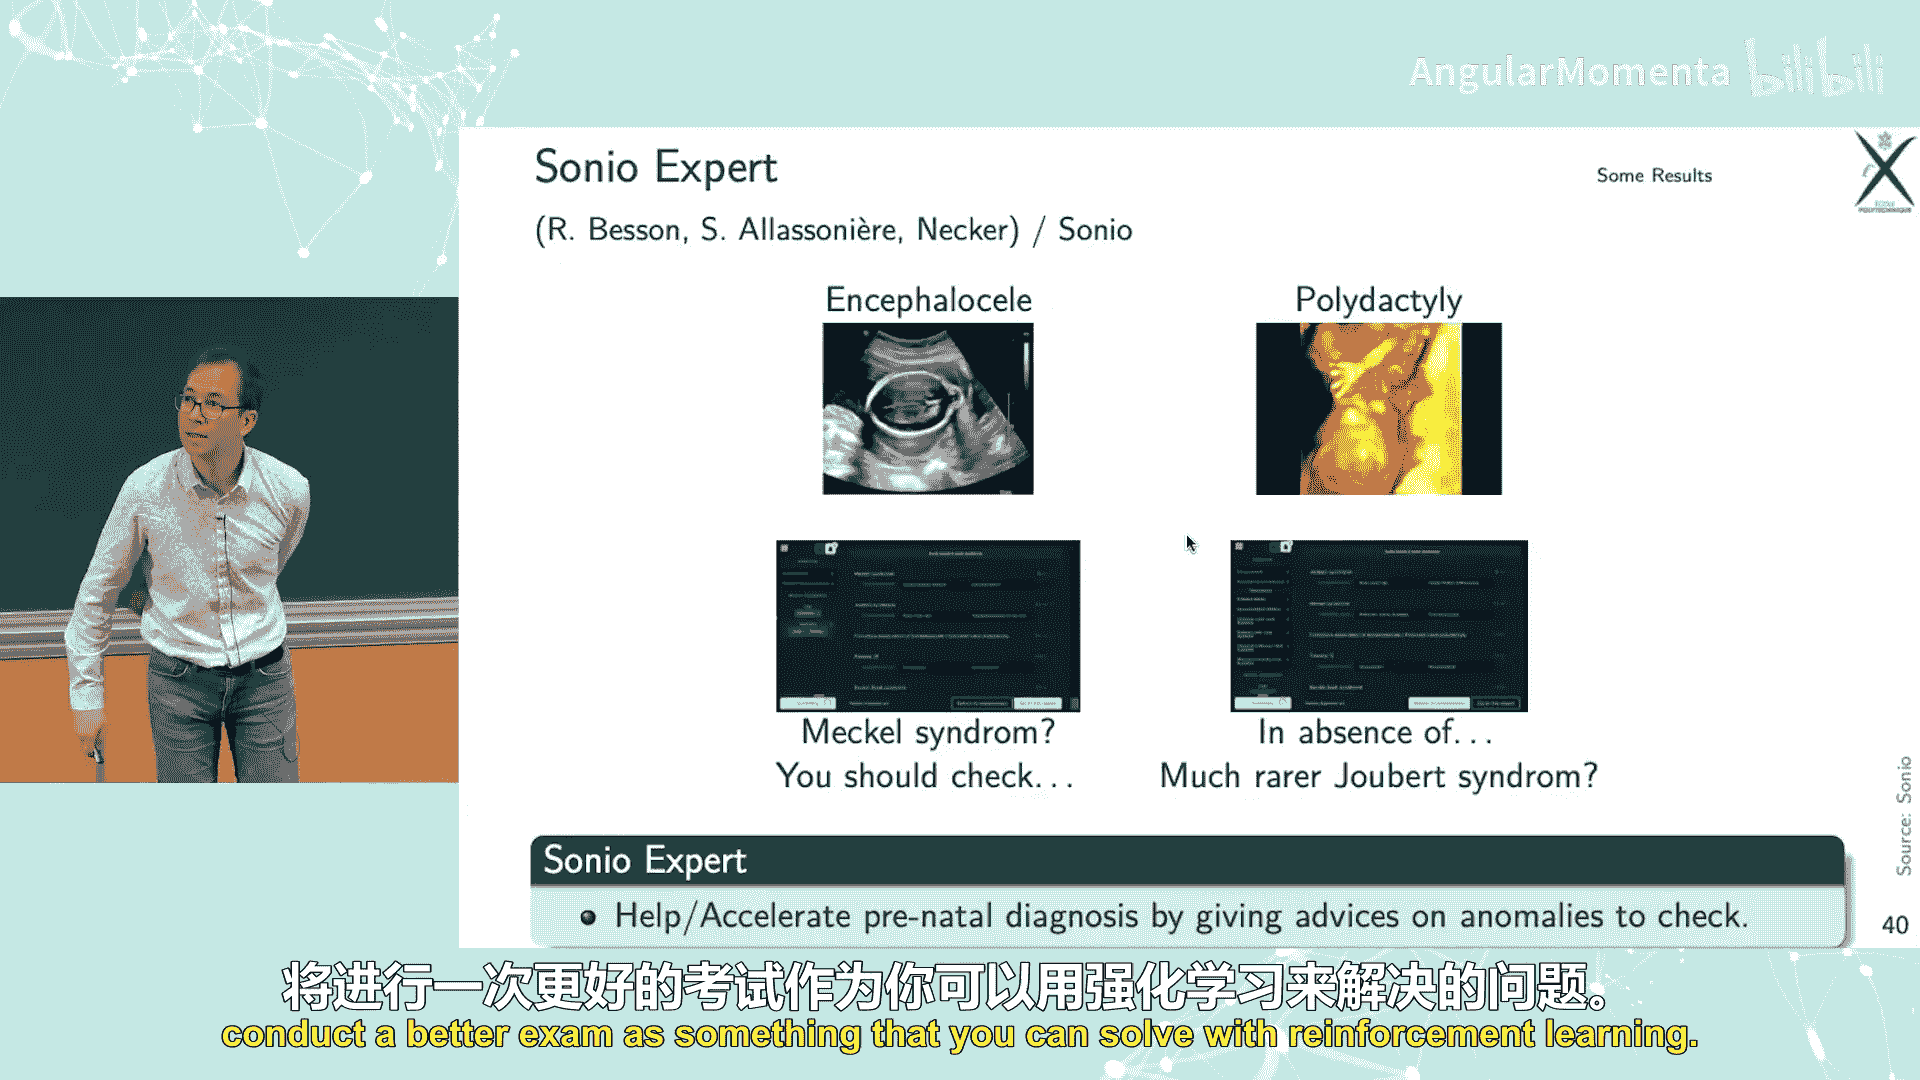 AngularMomenta bilibili
Sonio Expert
Some Results
(R. Besson, S. Allassonière, Necker) / Sonio
Encephalocele
Polydactyly
Meckel syndrom?
You should check...
In absence of...
Much rarer Joubert syndrom?
Source: Sonio
Sonio Expert
Help/Accelerate pre-natal diagnosis by giving advices on anomalies to check.
40
将进行一次更好的考试作为你可以用强化学习来解决的问题。
conduct a better exam as something that you can solve with reinforcement learning.